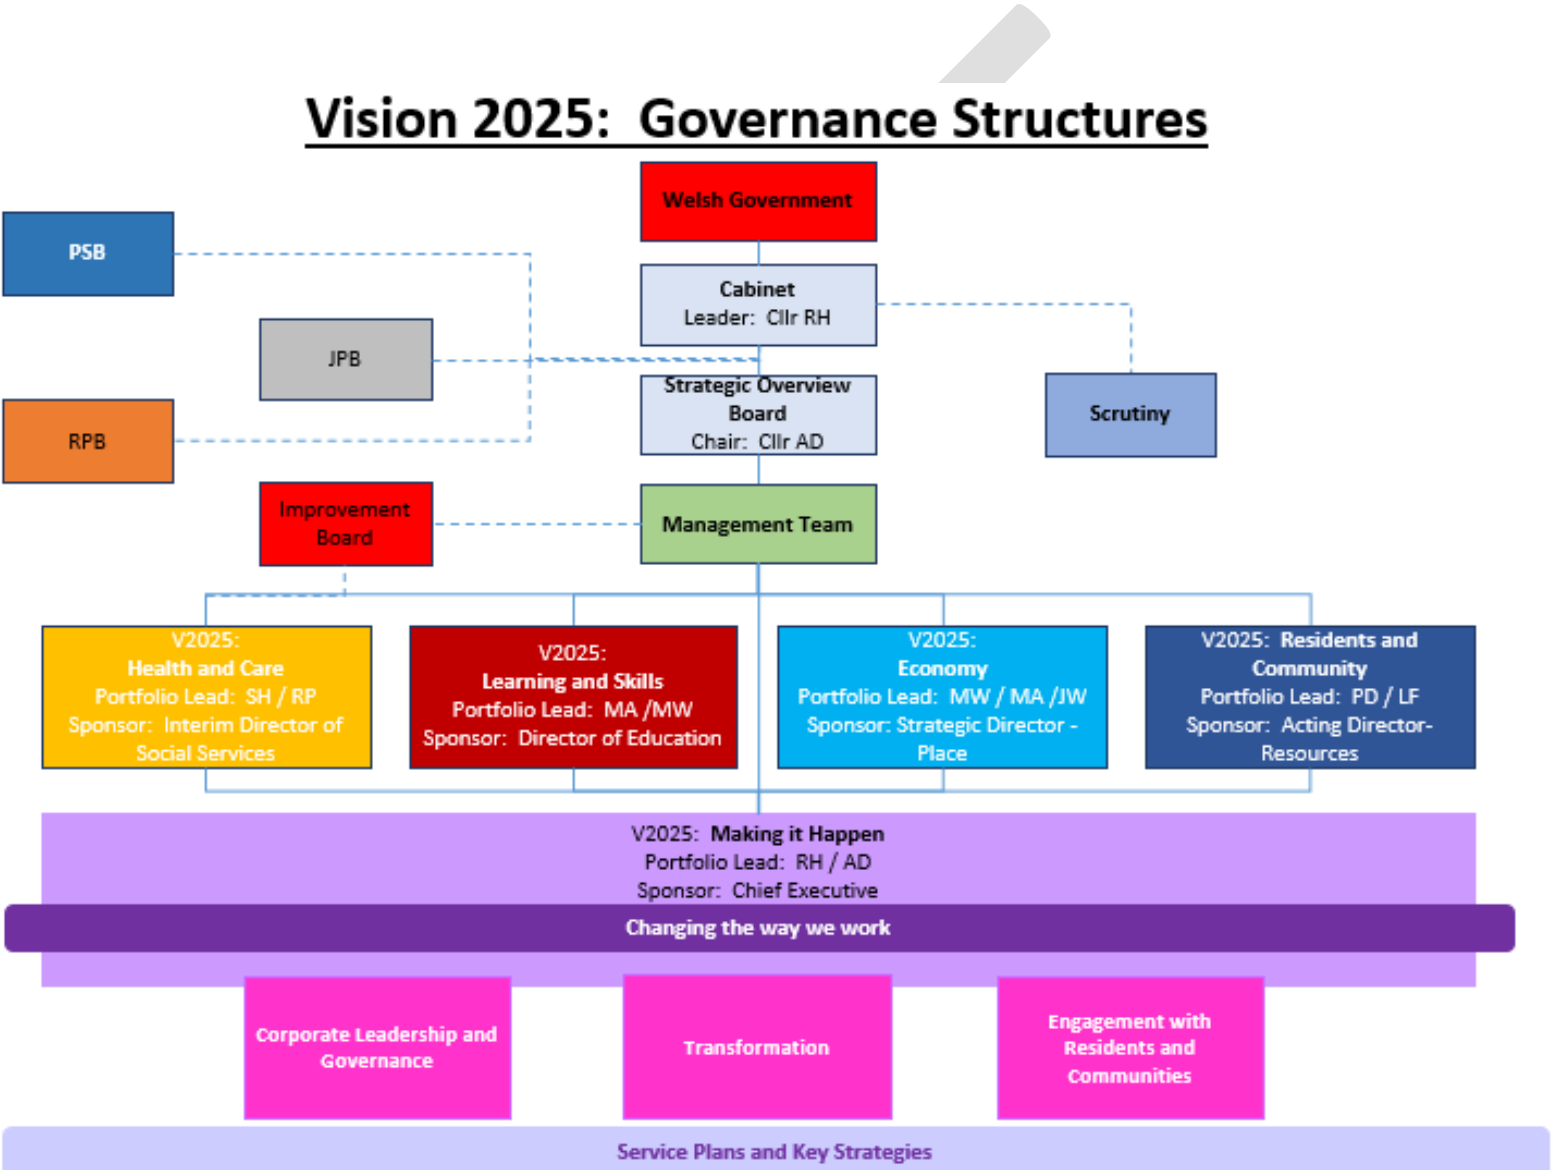 Vision 2025:  Governance Structures
Welsh Government
PSB
Cabinet
Leader:  Cllr RH
JPB
Strategic Overview
Board
Chair:  Cllr AD
Scrutiny
RPB
Improvement
Board
Management Team
V2025:
Health and Care
Portfolio Lead:  SH / RP
Sponsor:  Interim Director of
Social Services
V2025:
Learning and Skills
Portfolio Lead:  MA /MW
Sponsor:  Director of Education
V2025:
Economy
Portfolio Lead:  MW / MA /JW
Sponsor: Strategic Director -
Place
V2025:  Residents and
Community
Portfolio Lead:  PD / LF
Sponsor:  Acting Director-
Resources
V2025:  Making it Happen
Portfolio Lead:  RH / AD
Sponsor:  Chief Executive
Changing the way we work
Corporate Leadership and
Governance
Transformation
Engagement with
Residents and
Communities
Service Plans and Key Strategies